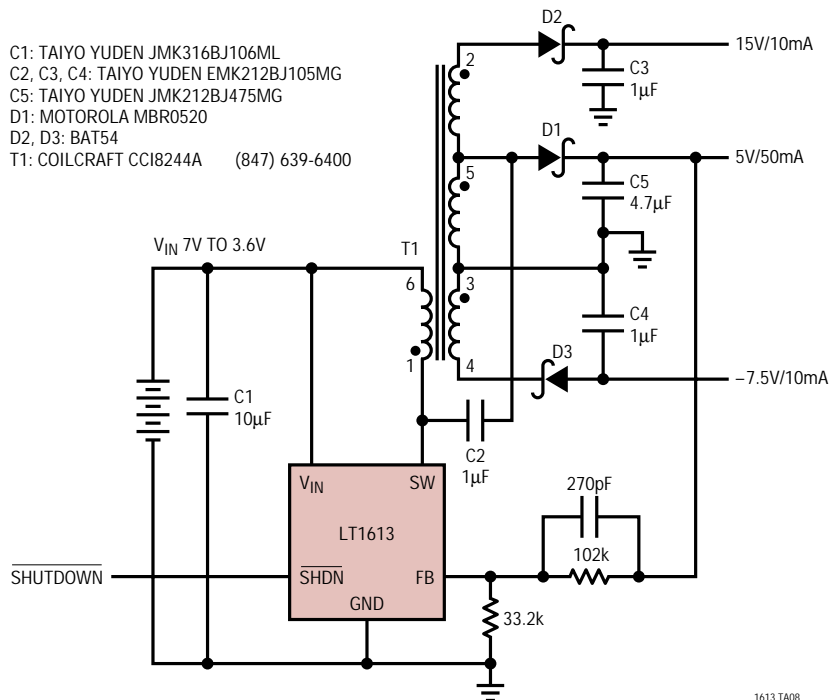 C1: TAIYO YUDEN JMK316BJ106ML
C2, C3, C4: TAIYO YUDEN EMK212BJ105MG
C5: TAIYO YUDEN JMK212BJ475MG
D1: MOTOROLA MBR0520
D2, D3: BAT54
T1: COILCRAFT CCI8244A (847) 639-6400
D2
15V/10mA
2
C3
1µF
D1
5V/50mA
5
C5
4.7µF
VIN 7V TO 3.6V
T1
6
3
1
4
C4
1µF
D3
–7.5V/10mA
C1
10µF
C2
1µF
VIN
SW
LT1613
SHUTDOWN
SHDN
FB
GND
270pF
102k
33.2k
1613 TA08